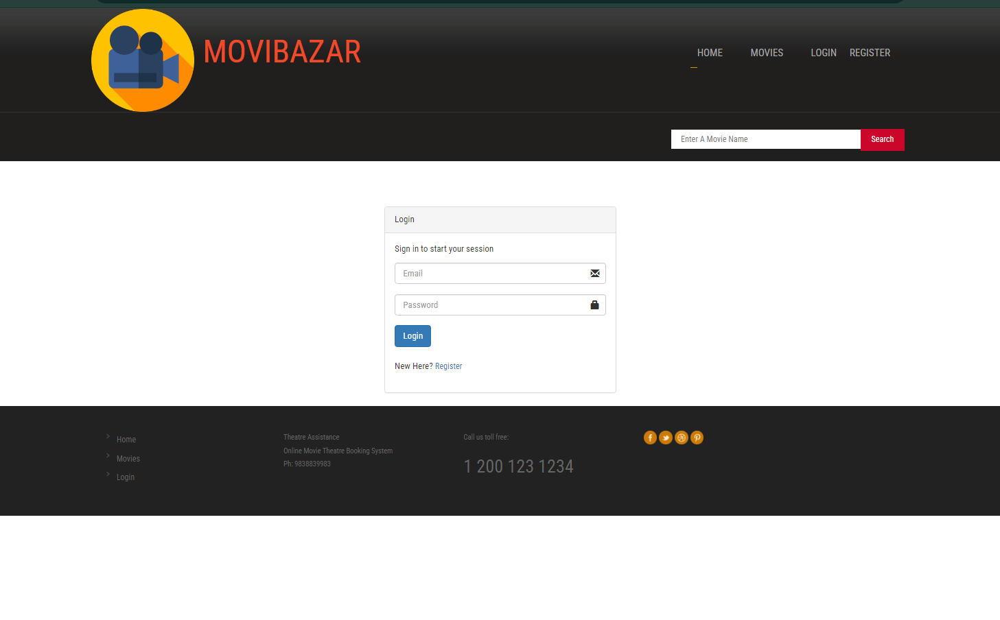 MOVIBAZAR
HOME MOVIES LOGIN REGISTER
Enter A Movie Name Search
Login
Sign in to start your session
Email
Password
Login
New Here? Register
Home
Movies
Login
Theatre Assistance
Online Movie Theatre Booking System
Ph: 9838839983
Call us toll free:
1 200 123 1234